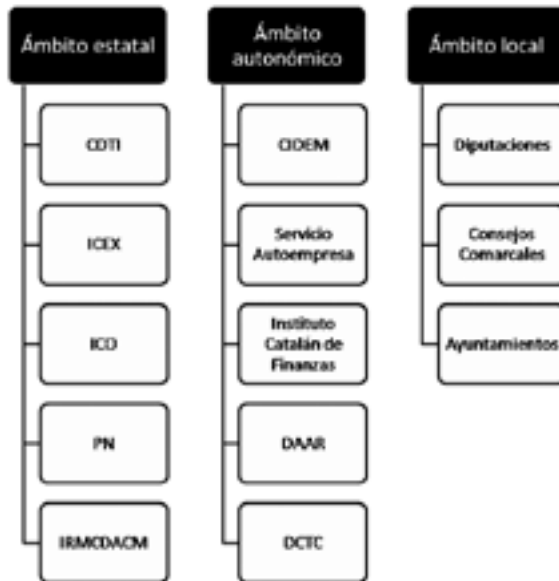 Ámbito estatal
CDTI
ICEX
ICO
PN
IRMCDACM
Ámbito
autonómico
CIDEM
Servicio
Autoempresa
Instituto
Catalán de
Finanzas
DAAR
DCTC
Ámbito local
Diputaciones
Consejos
Comarcales
Ayuntamientos